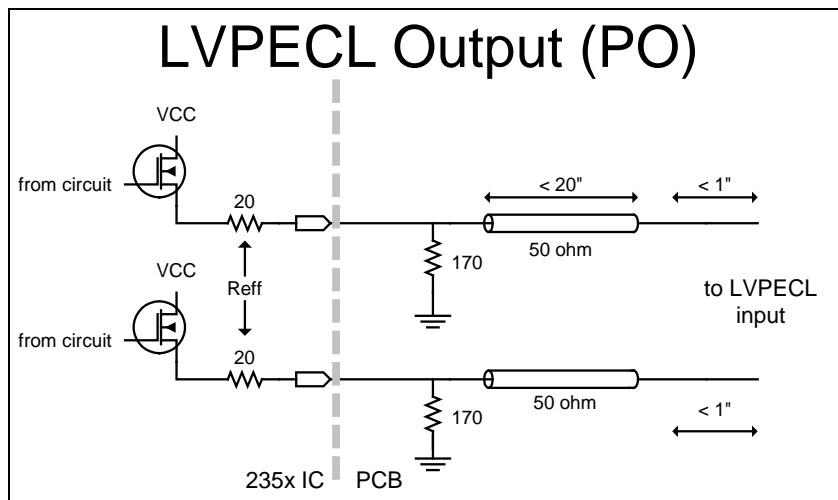 LVPECL Output (PO)
VCC
from circuit
20
< 20"
< 1"
50 ohm
170
VCC
Reff
to LVPECL
input
from circuit
20
50 ohm
170
< 1"
235x IC
PCB